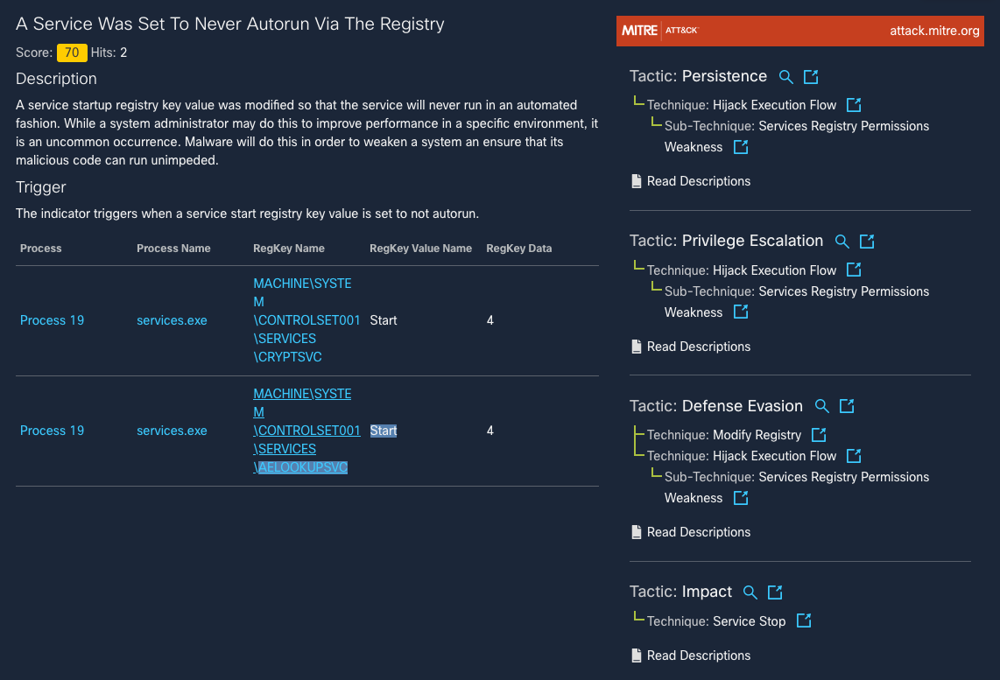 A Service Was Set To Never Autorun Via The Registry
Score: 70 Hits: 2
Description
A service startup registry key value was modified so that the service will never run in an automated
fashion. While a system administrator may do this to improve performance in a specific environment, it
is an uncommon occurrence. Malware will do this in order to weaken a system an ensure that its
malicious code can run unimpeded.
Trigger
The indicator triggers when a service start registry key value is set to not autorun.
Process Process Name RegKey Name RegKey Value Name RegKey Data
MACHINE\SYSTE
M
Process 19 services.exe \CONTROLSET001 Start 4
\SERVICES
\CRYPTSVC
MACHINE\SYSTE
M
Process 19 services.exe \CONTROLSET001 Start 4
\SERVICES
\AELOOKUPSVC
MITRE ATT&CK attack.mitre.org
Tactic: Persistence
Technique: Hijack Execution Flow
Sub-Technique: Services Registry Permissions
Weakness
Read Descriptions
Tactic: Privilege Escalation
Technique: Hijack Execution Flow
Sub-Technique: Services Registry Permissions
Weakness
Read Descriptions
Tactic: Defense Evasion
Technique: Modify Registry
Technique: Hijack Execution Flow
Sub-Technique: Services Registry Permissions
Weakness
Read Descriptions
Tactic: Impact
Technique: Service Stop
Read Descriptions